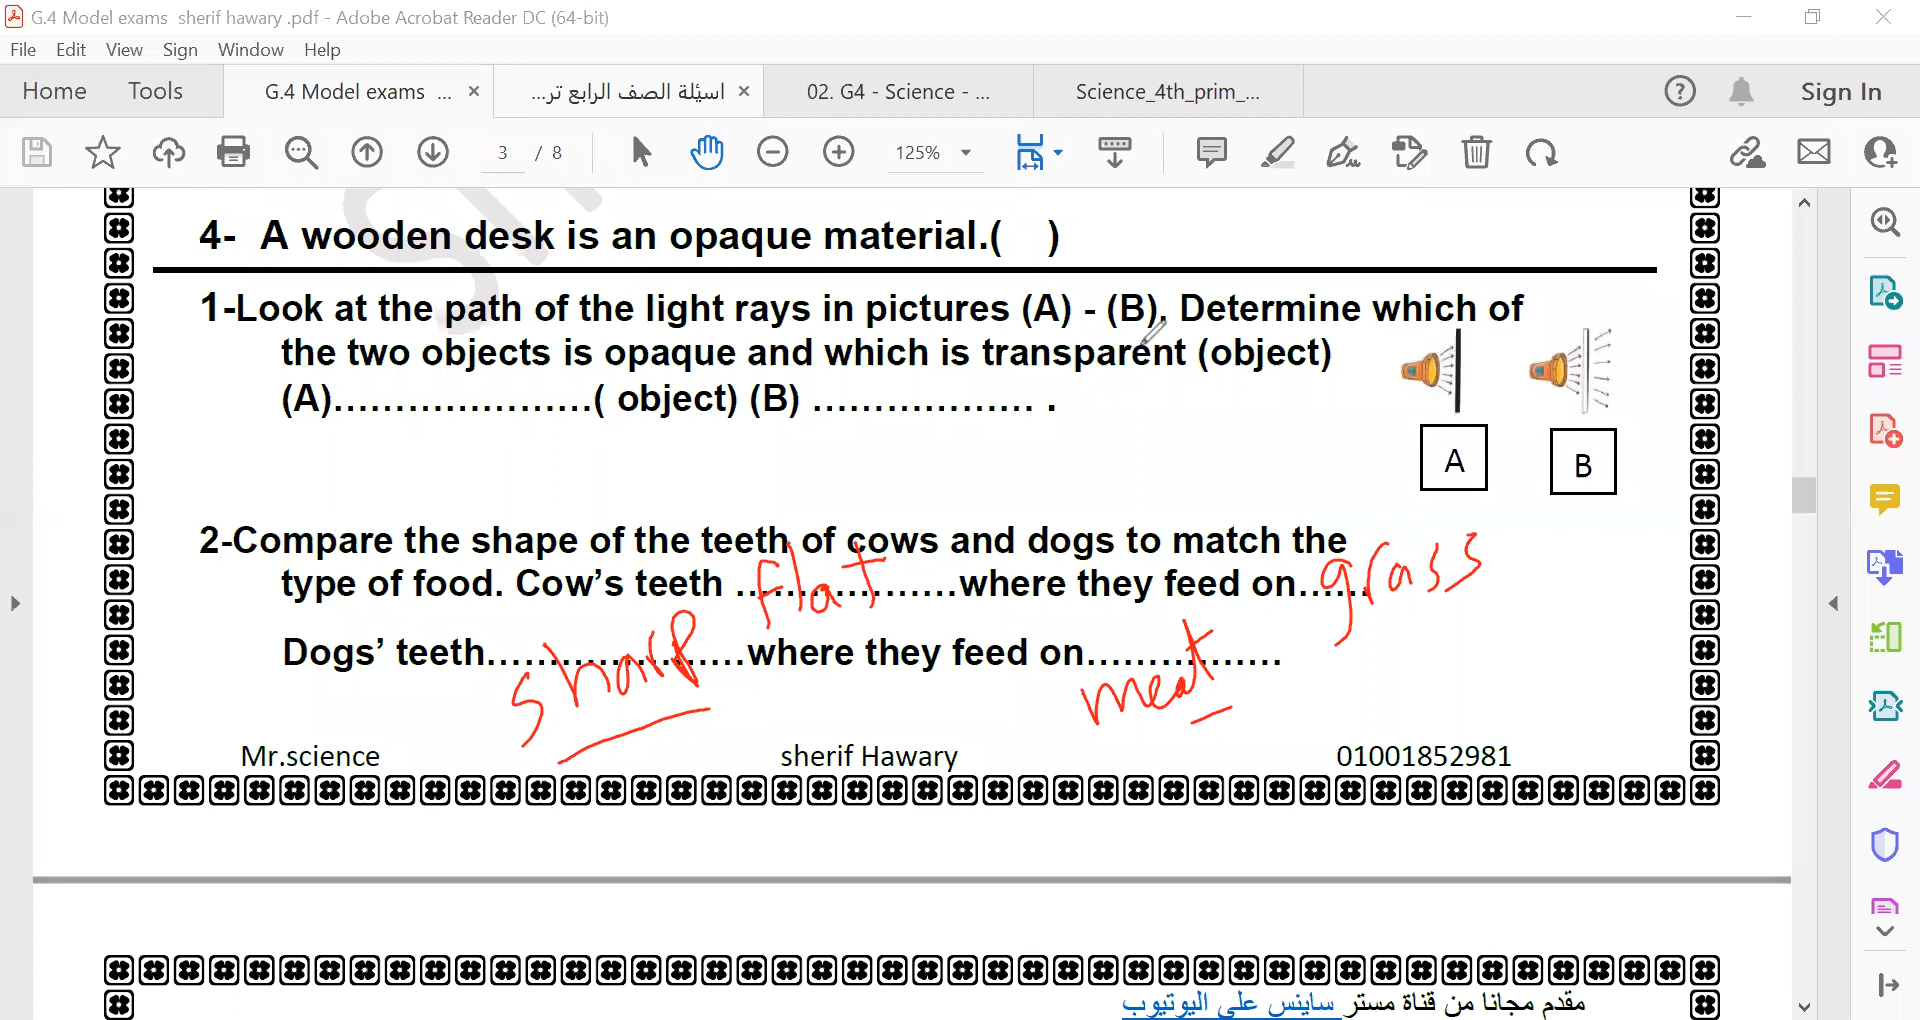 G.4 Model exams sherif hawary .pdf - Adobe Acrobat Reader DC (64-bit)
File Edit View Sign Window Help
Home Tools G.4 Model exams ... × اسئلة الصف الرابع تر... × 02. G4 - Science - ... Science_4th_prim_... Sign In
3 / 8 125%
4- A wooden desk is an opaque material.( )
1-Look at the path of the light rays in pictures (A) - (B). Determine which of
the two objects is opaque and which is transparent (object)
(A).....................( object) (B) .................. .
A B
2-Compare the shape of the teeth of cows and dogs to match the
type of food. Cow's teeth .................. where they feed on......
flat grass
Dogs' teeth.....................where they feed on................
sharp meat
Mr.science sherif Hawary 01001852981
مقدم مجانا من قناة مستر ساينس على اليوتيوب